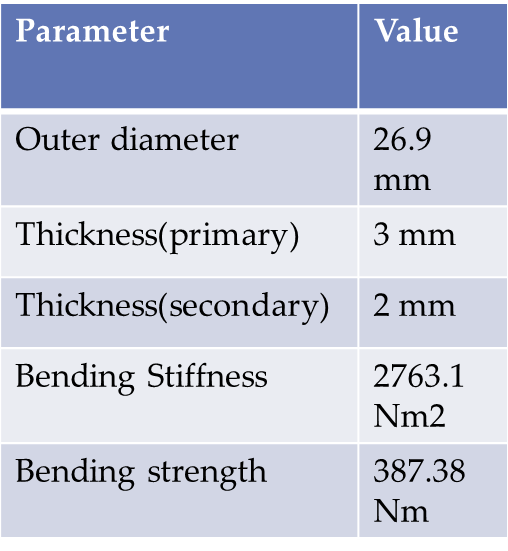 Parameter Value
Outer diameter 26.9
mm
Thickness(primary) 3 mm
Thickness(secondary) 2 mm
Bending Stiffness 2763.1
Nm2
Bending strength 387.38
Nm